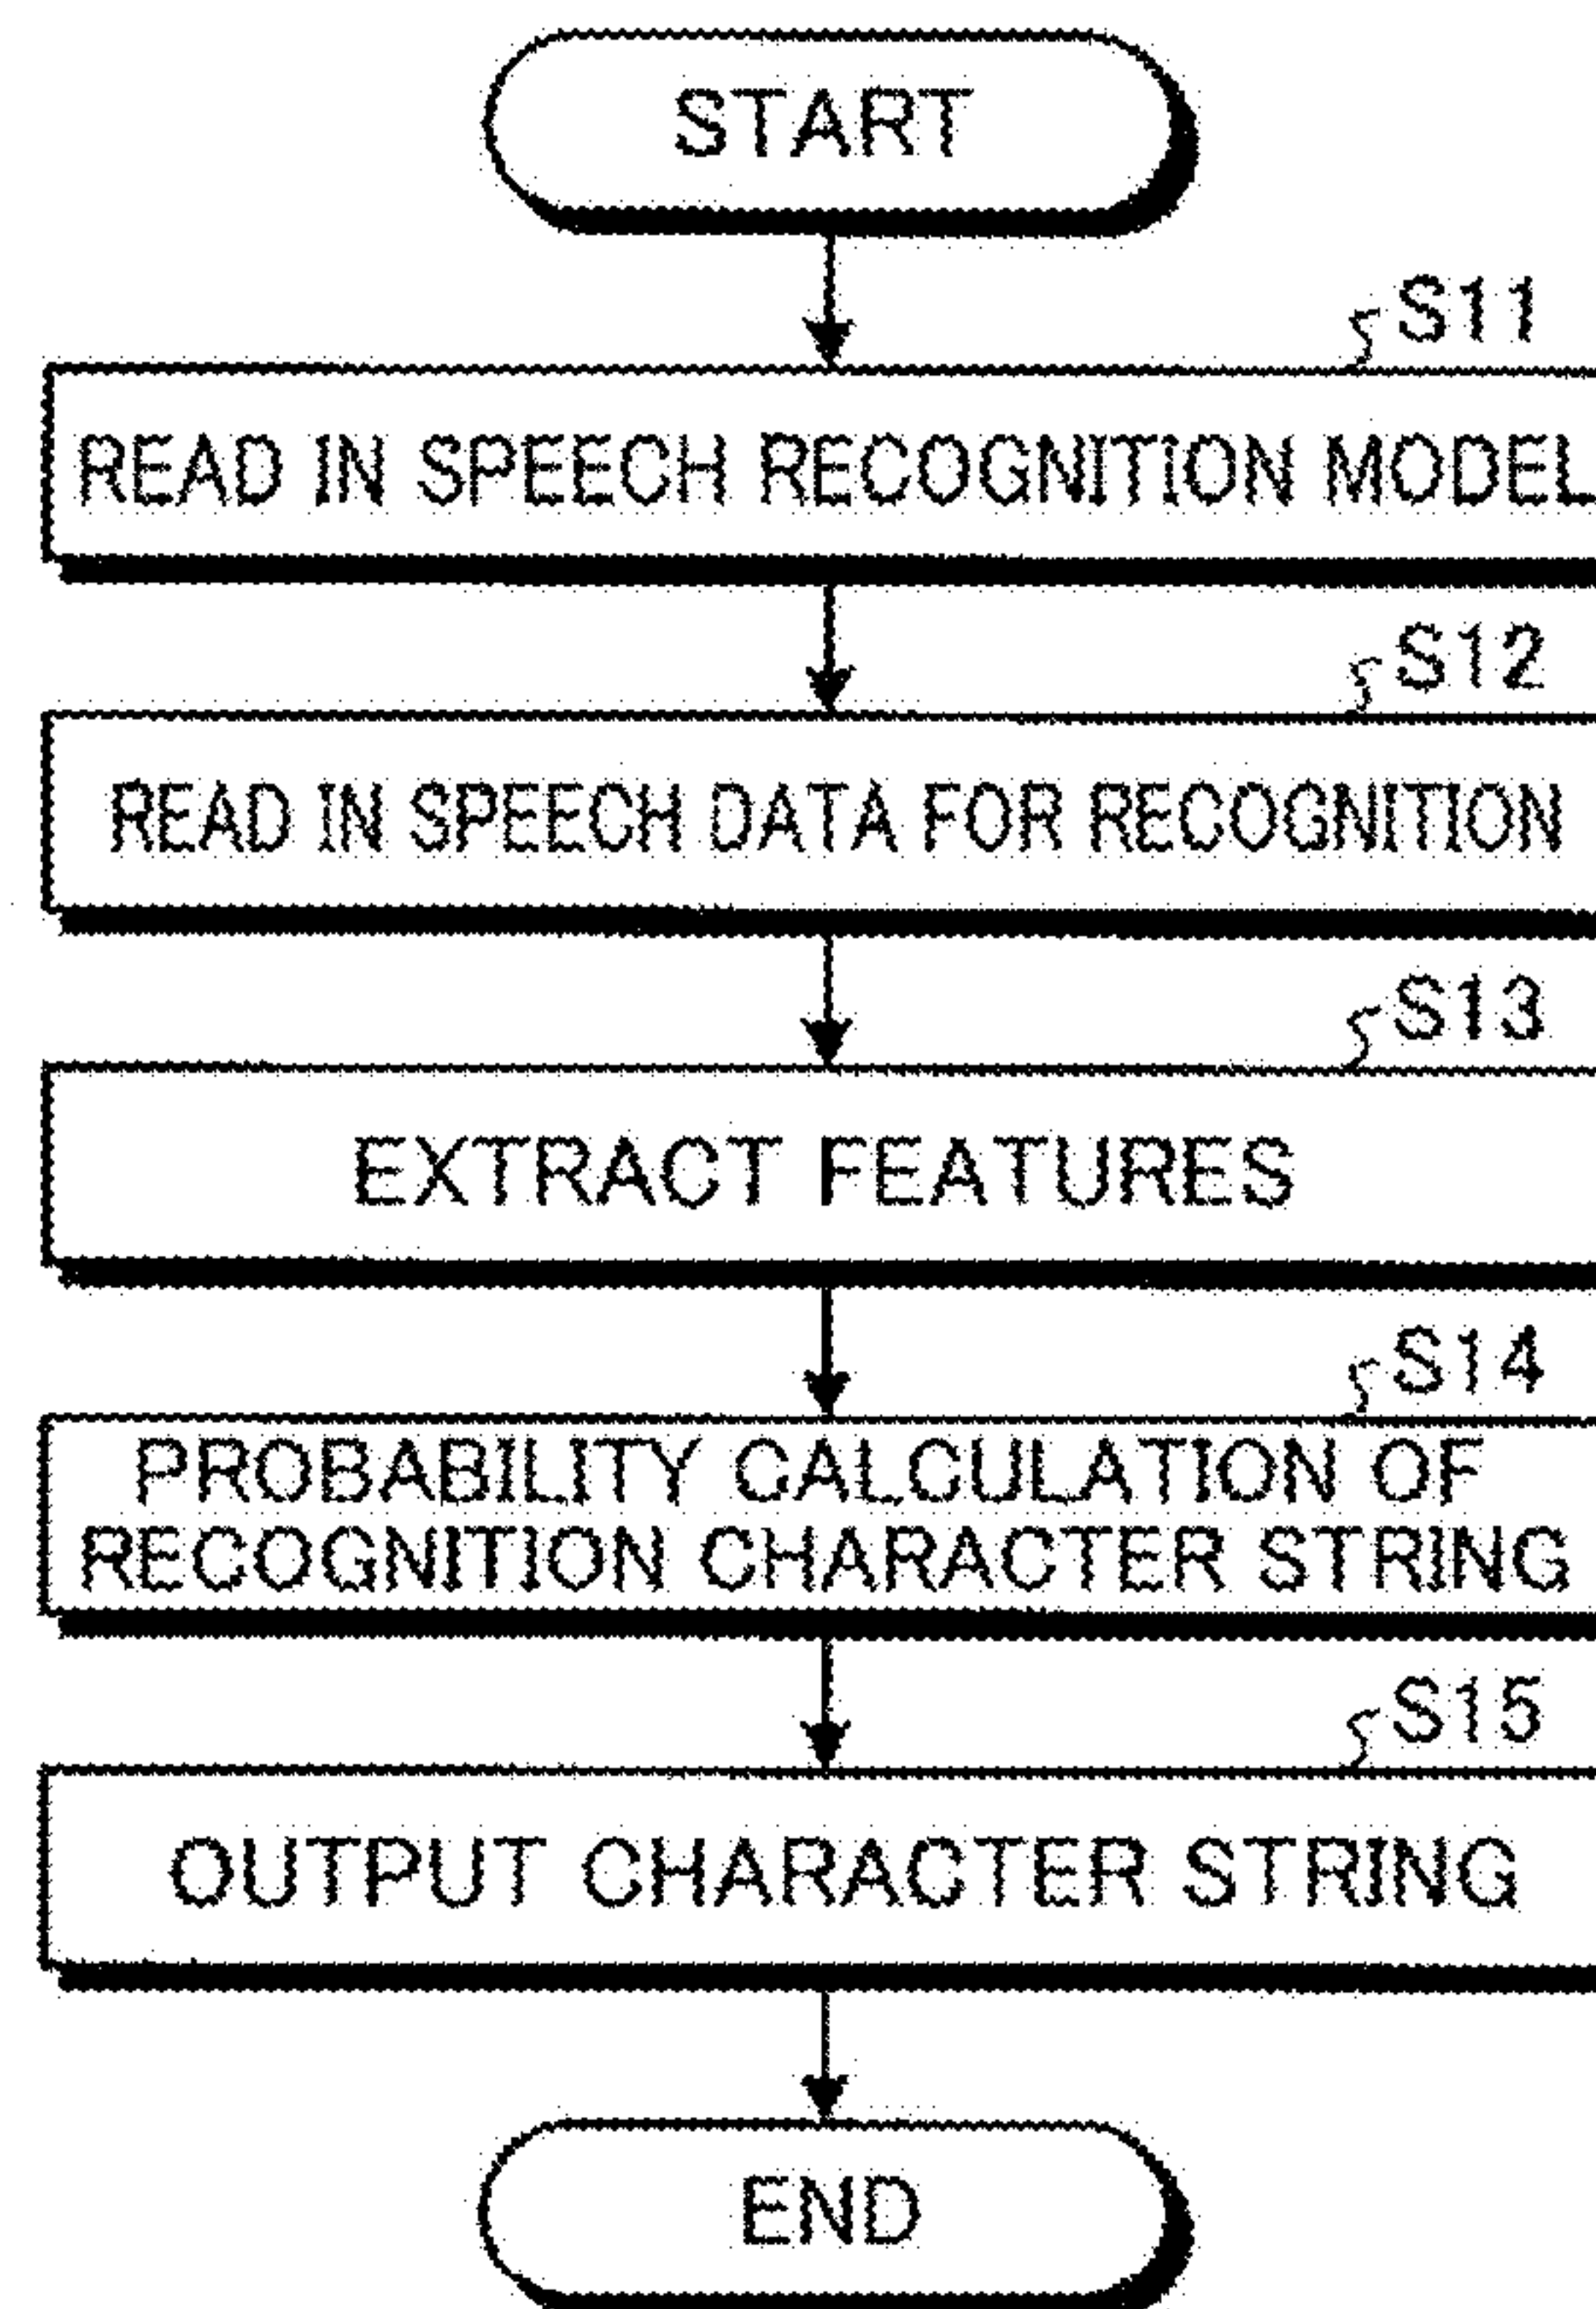 START
S11
READ IN SPEECH RECOGNITION MODEL
S12
READ IN SPEECH DATA FOR RECOGNITION
S13
EXTRACT FEATURES
S14
PROBABILITY CALCULATION OF
RECOGNITION CHARACTER STRING
S15
OUTPUT CHARACTER STRING
END